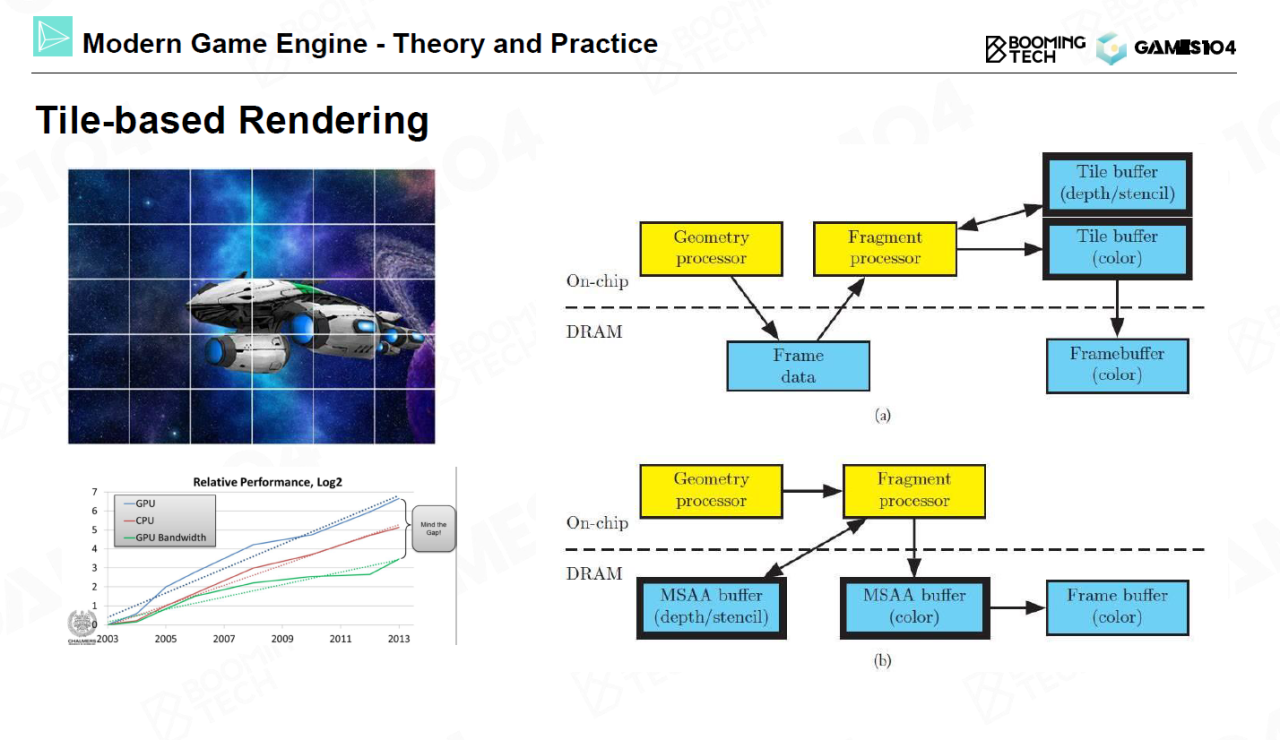 Modern Game Engine - Theory and Practice
BOOMING
TECH
GAMES104
Tile-based Rendering
Tile buffer
(depth/stencil)
Geometry
processor
Fragment
processor
Tile buffer
(color)
On-chip
DRAM
Frame
data
Framebuffer
(color)
(a)
Relative Performance, Log2
7
6
5
4
3
2
1
0
GPU
CPU
GPU Bandwidth
Mind the
Gap!
CHALMERS
2003
2005
2007
2009
2011
2013
Geometry
processor
Fragment
processor
On-chip
DRAM
MSAA buffer
(depth/stencil)
MSAA buffer
(color)
Frame buffer
(color)
(b)